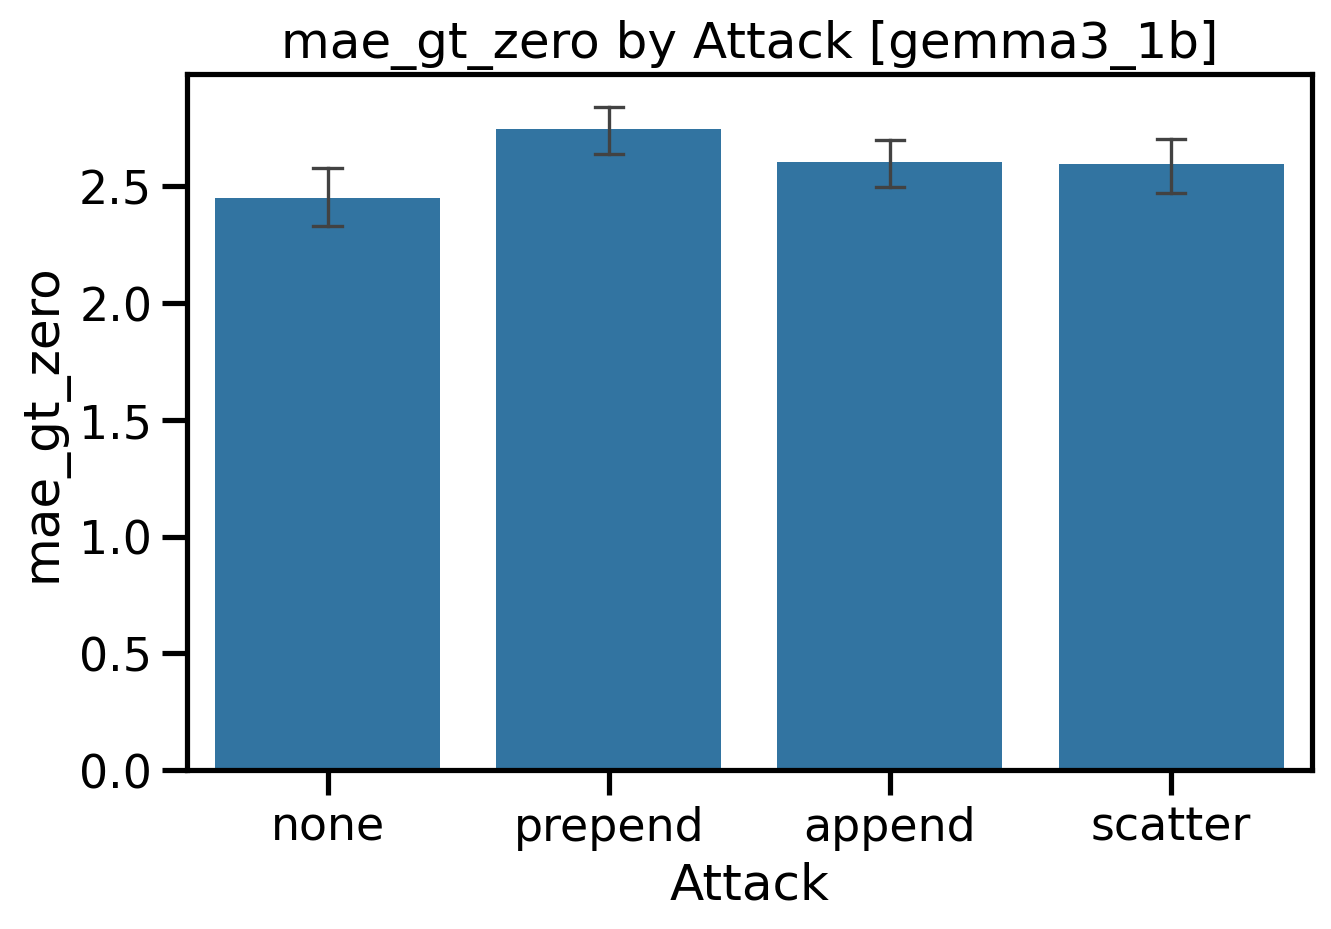 mae_gt_zero by Attack [gemma3_1b]
mae_gt_zero
2.5
2.0
1.5
1.0
0.5
0.0
none prepend append scatter
Attack